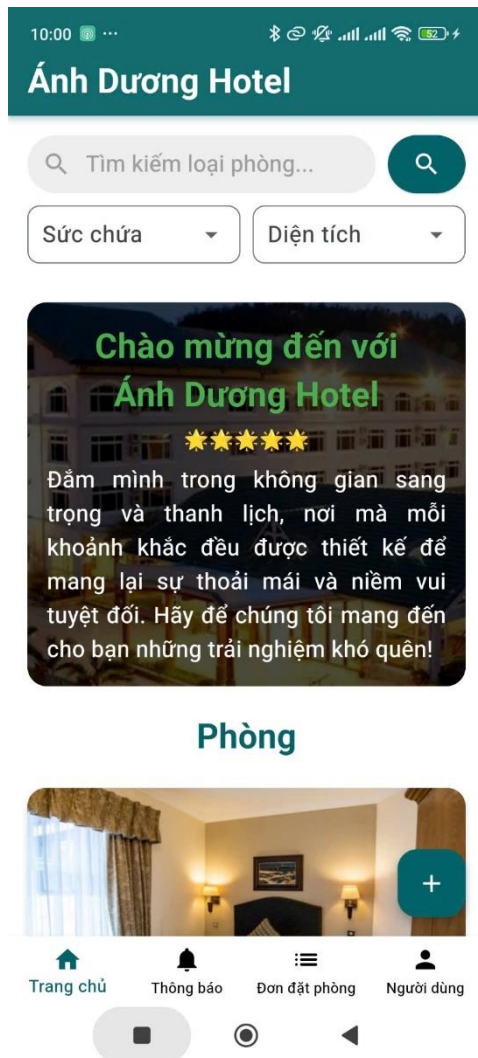 10:00
52
Ánh Dương Hotel
Tìm kiếm loại phòng...
Sức chứa
Diện tích
Chào mừng đến với
Ánh Dương Hotel
Đắm mình trong không gian sang
trọng và thanh lịch, nơi mà mỗi
khoảnh khắc đều được thiết kế để
mang lại sự thoải mái và niềm vui
tuyệt đối. Hãy để chúng tôi mang đến
cho bạn những trải nghiệm khó quên!
Phòng
Trang chủ
Thông báo
Đơn đặt phòng
Người dùng